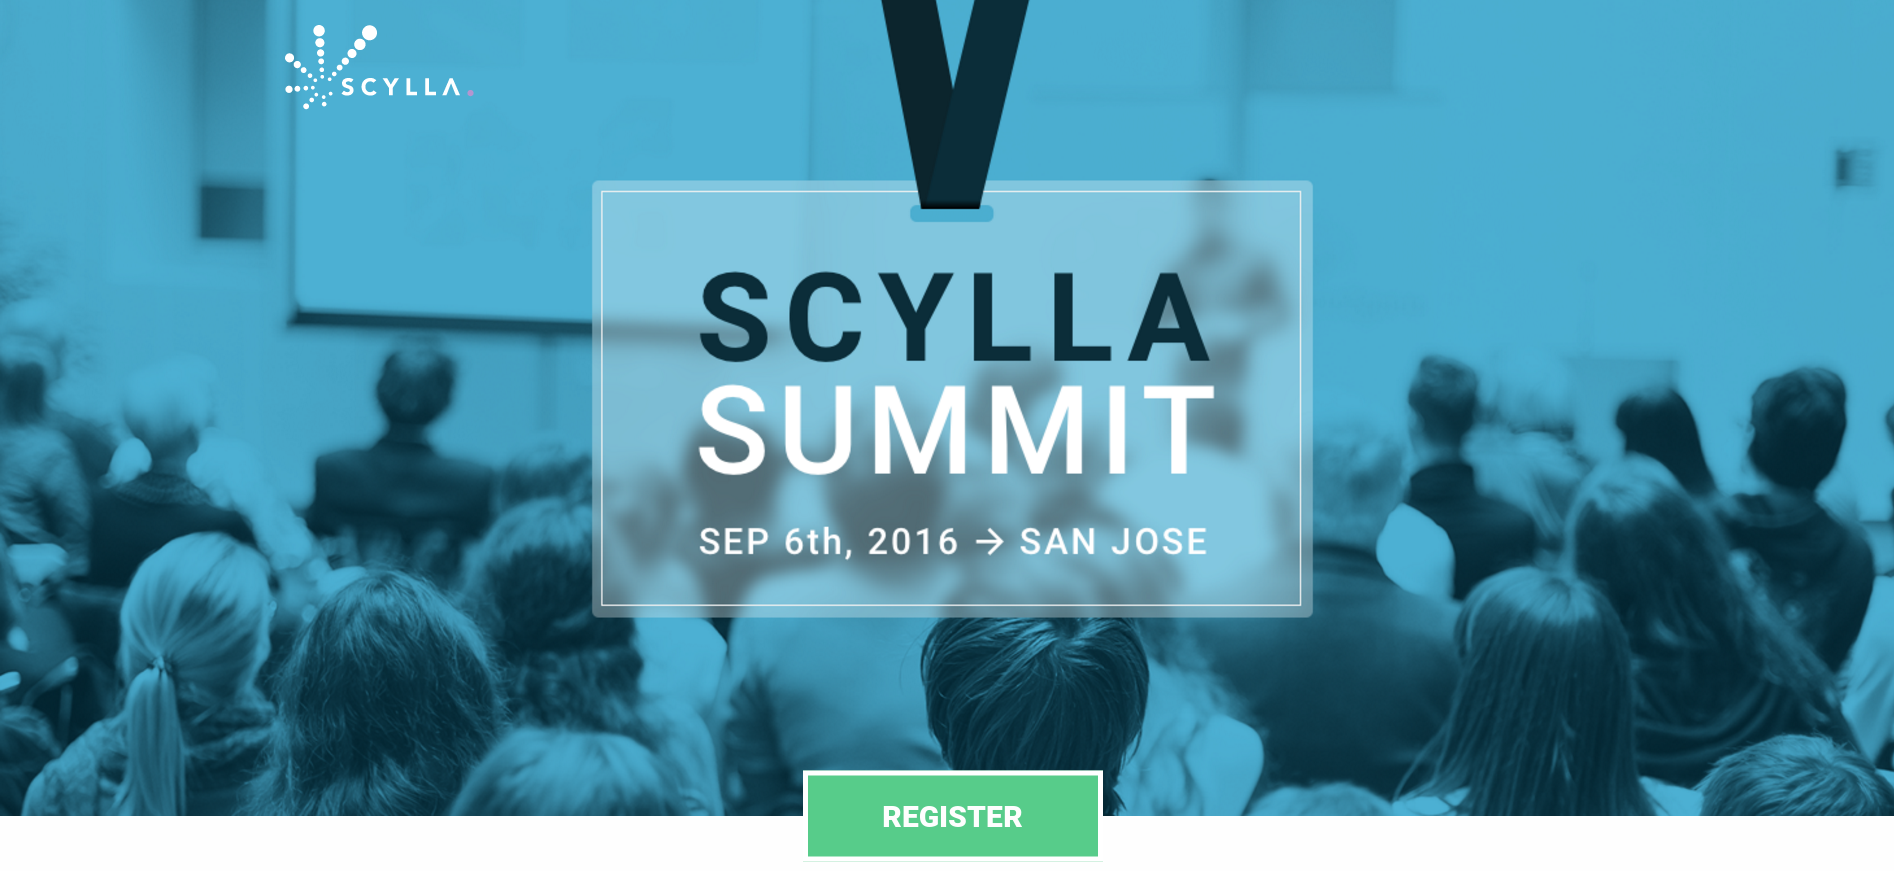 SCYLLA.
SCYLLA
SUMMIT
SEP 6th, 2016 → SAN JOSE
REGISTER